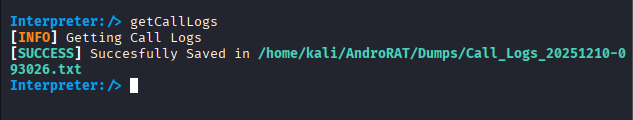 Interpreter:/> getCallLogs
[INFO] Getting Call Logs
[SUCCESS] Succesfully Saved in /home/kali/AndroRAT/Dumps/Call_Logs_20251210-0
93026.txt
Interpreter:/>